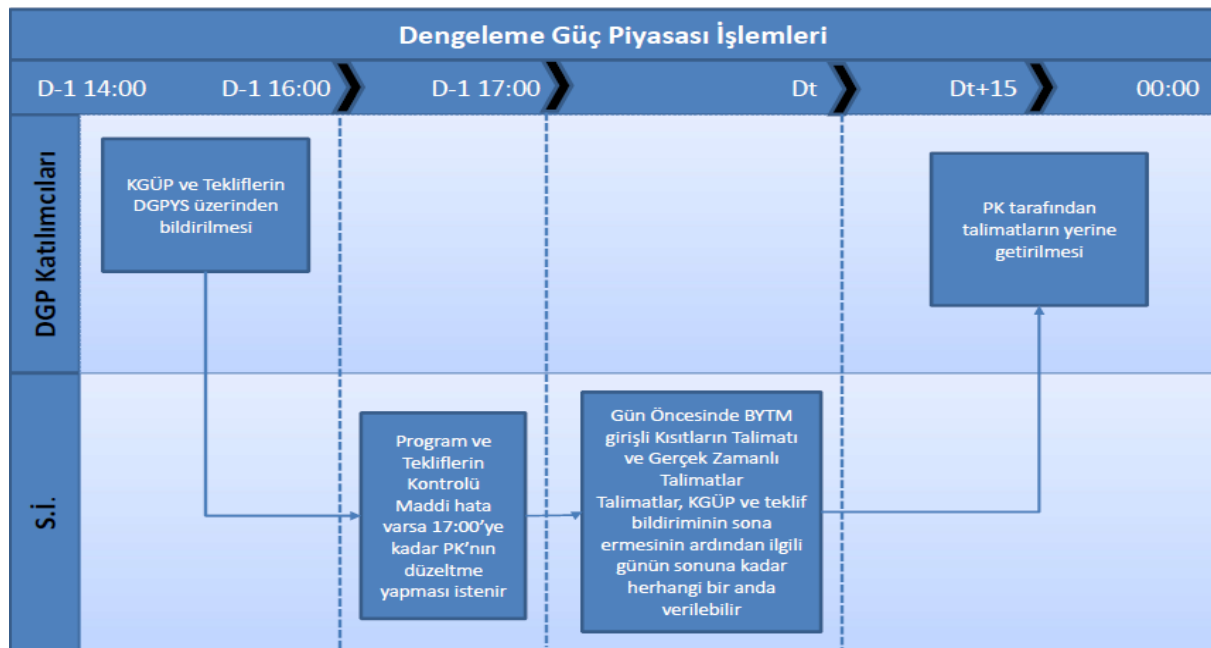 Dengeleme Güç Piyasası İşlemleri
D-1 14:00 D-1 16:00 D-1 17:00 Dt Dt+15 00:00
DGP Katılımcıları
KGÜP ve Tekliflerin
DGPYS üzerinden
bildirilmesi
PK tarafından
talimatların yerine
getirilmesi
S.İ.
Program ve
Tekliflerin
Kontrolü
Maddi hata
varsa 17:00’ye
kadar PK’nın
düzeltme
yapması istenir
Gün Öncesinde BYTM
girişli Kısıtların Talimatı
ve Gerçek Zamanlı
Talimatlar
Talimatlar, KGÜP ve teklif
bildiriminin sona
ermesinin ardından ilgili
günün sonuna kadar
herhangi bir anda
verilebilir